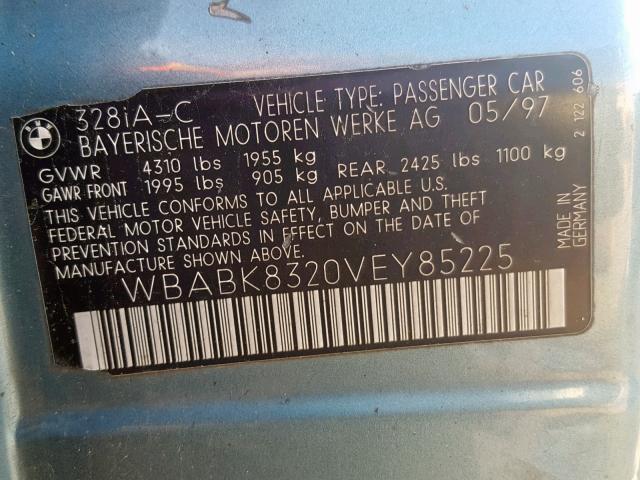 BMW
328iA-C VEHICLE TYPE: PASSENGER CAR
BAYERISCHE MOTOREN WERKE AG 05/97
GVWR 4310 lbs 1955 kg
GAWR FRONT 1995 lbs 905 kg REAR 2425 lbs 1100 kg
THIS VEHICLE CONFORMS TO ALL APPLICABLE U.S.
FEDERAL MOTOR VEHICLE SAFETY, BUMPER AND THEFT
PREVENTION STANDARDS IN EFFECT ON THE DATE OF
MANUFACTURE SHOWN ABOVE.
WBABK8320VEY85225
2 122 606
MADE IN
GERMANY